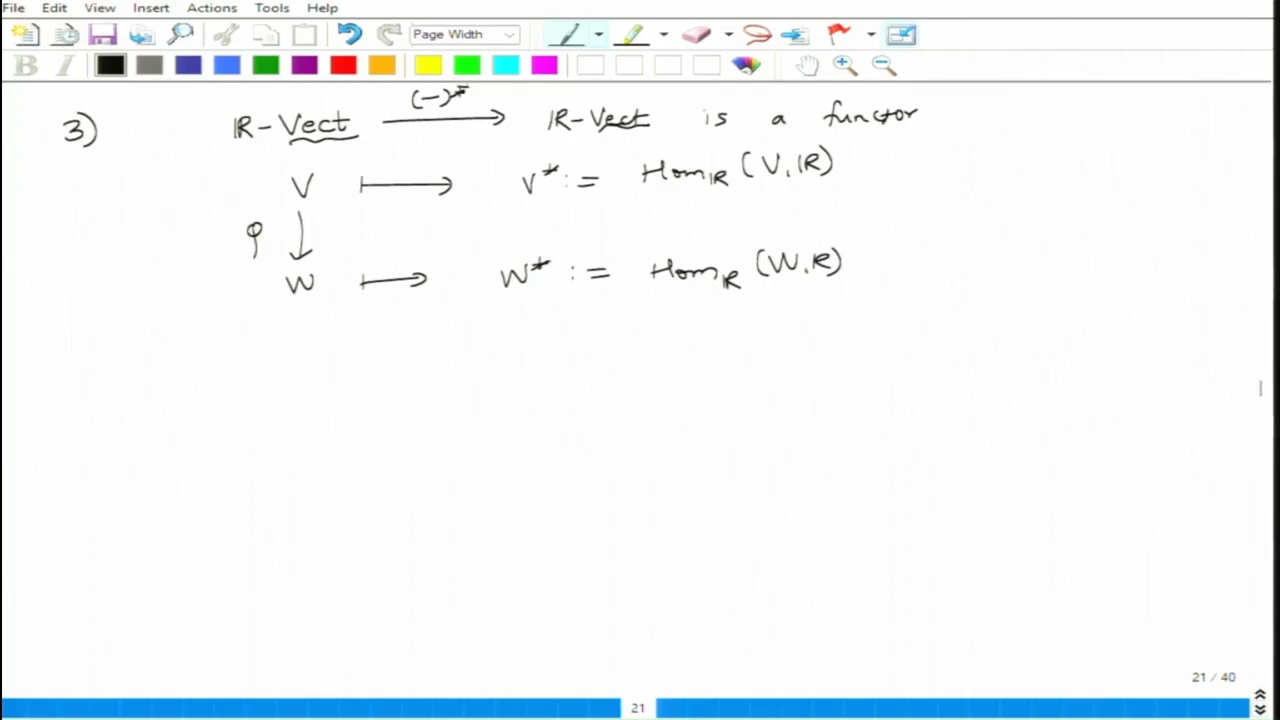 File Edit View Insert Actions Tools Help
Page Width
B I
(-)*
3) R-Vect ⟶ R-Vect is a functor
V ⟼ V* := Hom_R (V, R)
φ ↓
W ⟼ W* := Hom_R (W, R)
21 / 40
21